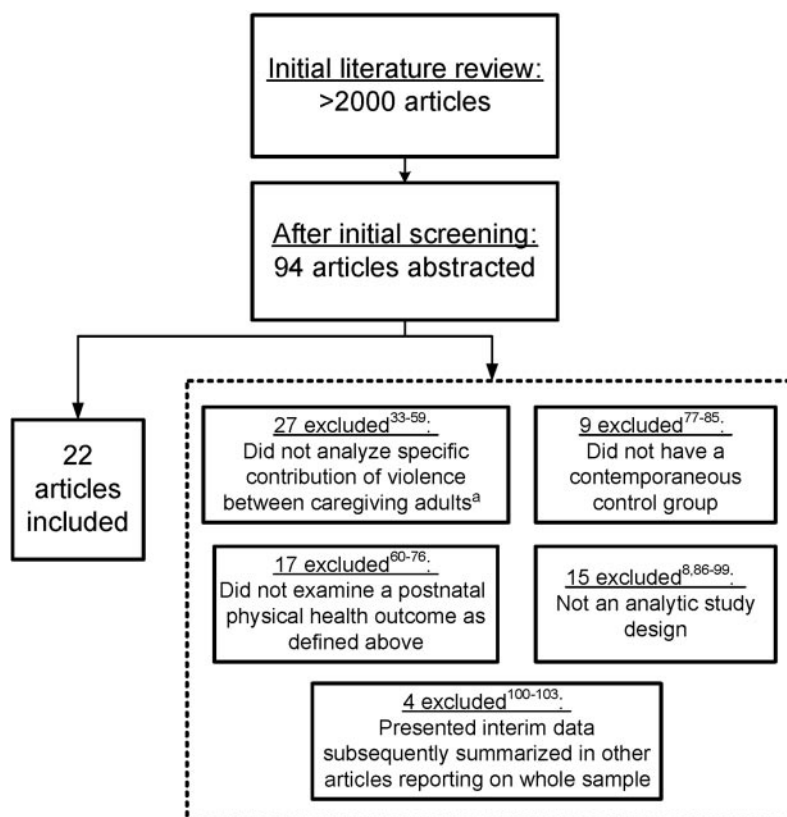 Initial literature review:
>2000 articles
After initial screening:
94 articles abstracted
22
articles
included
27 excluded33-59:
Did not analyze specific
contribution of violence
between caregiving adultsa
9 excluded77-85:
Did not have a
contemporaneous
control group
17 excluded60-76:
Did not examine a postnatal
physical health outcome as
defined above
15 excluded8,86-99:
Not an analytic study
design
4 excluded100-103:
Presented interim data
subsequently summarized in other
articles reporting on whole sample